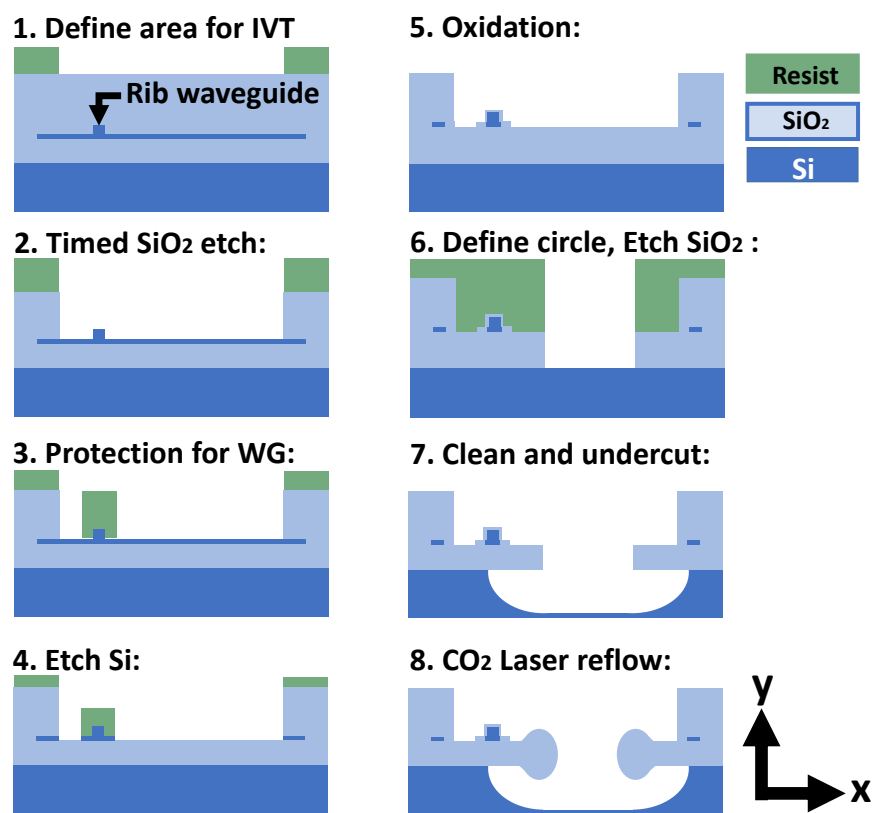 1. Define area for IVT
Rib waveguide
2. Timed SiO₂ etch:
3. Protection for WG:
4. Etch Si:
5. Oxidation:
6. Define circle, Etch SiO₂ :
7. Clean and undercut:
8. CO₂ Laser reflow:
Resist
SiO₂
Si
y
x